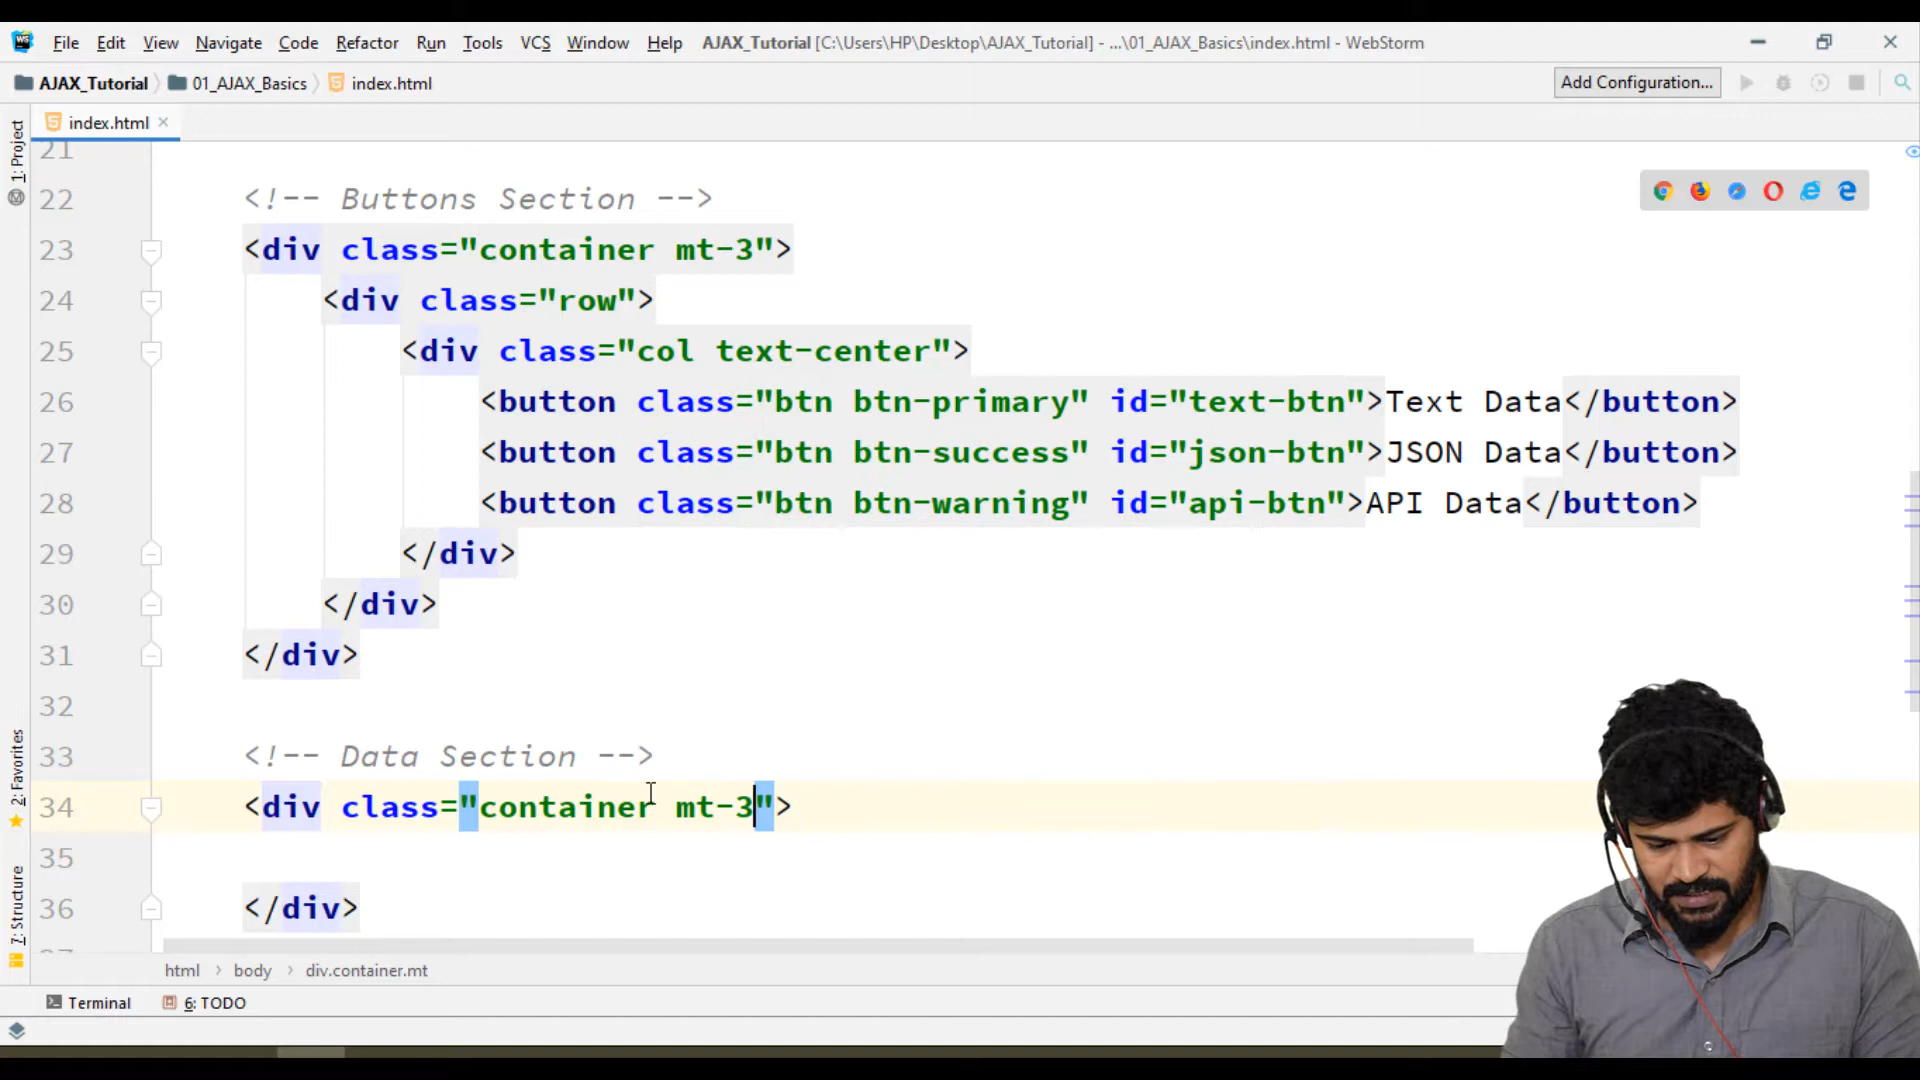 File Edit View Navigate Code Refactor Run Tools VCS Window Help AJAX_Tutorial [C:\Users\HP\Desktop\AJAX_Tutorial] - ...\01_AJAX_Basics\index.html - WebStorm
AJAX_Tutorial 01_AJAX_Basics index.html Add Configuration...
index.html
1: Project
2: Favorites
7: Structure
21
22 <!-- Buttons Section -->
23 <div class="container mt-3">
24 <div class="row">
25 <div class="col text-center">
26 <button class="btn btn-primary" id="text-btn">Text Data</button>
27 <button class="btn btn-success" id="json-btn">JSON Data</button>
28 <button class="btn btn-warning" id="api-btn">API Data</button>
29 </div>
30 </div>
31 </div>
32
33 <!-- Data Section -->
34 <div class="container mt-3">
35
36 </div>
html body div.container.mt
Terminal 6: TODO